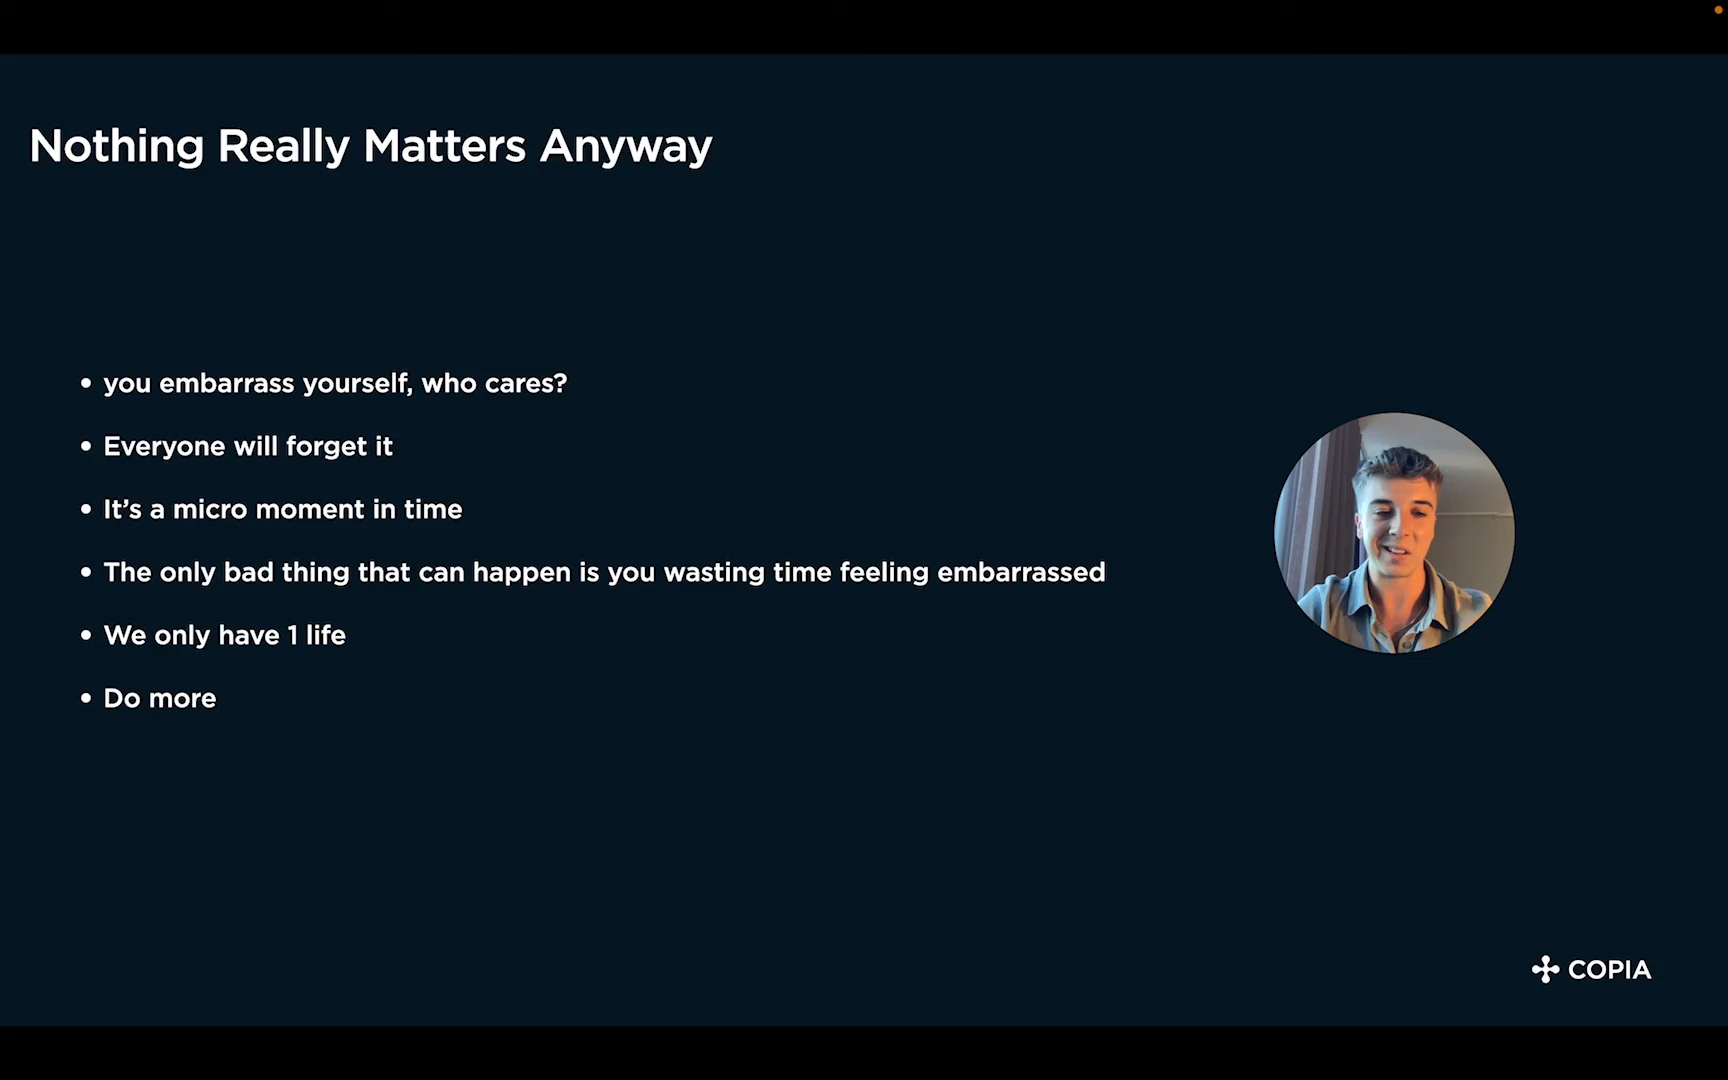 Nothing Really Matters Anyway
you embarrass yourself, who cares?
Everyone will forget it
It’s a micro moment in time
The only bad thing that can happen is you wasting time feeling embarrassed
We only have 1 life
Do more
COPIA